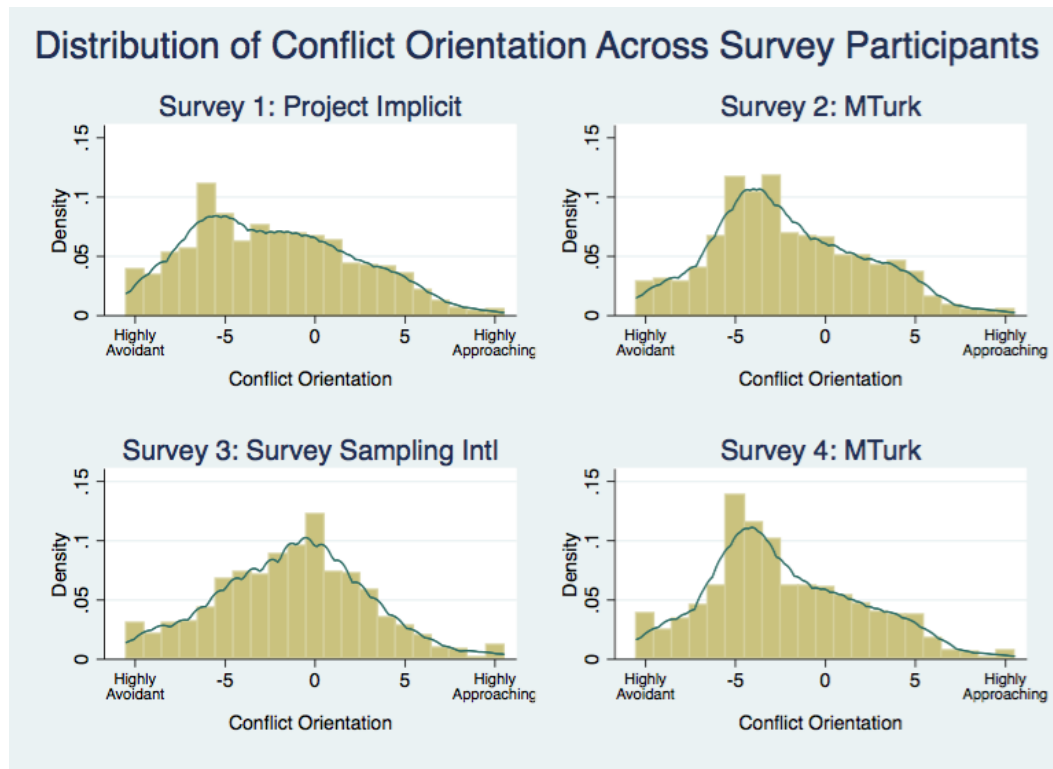 Distribution of Conflict Orientation Across Survey Participants
Survey 1: Project Implicit
Density
0
.05
.1
.15
Highly
Avoidant
-5
0
5
Highly
Approaching
Conflict Orientation
Survey 2: MTurk
Density
0
.05
.1
.15
Highly
Avoidant
-5
0
5
Highly
Approaching
Conflict Orientation
Survey 3: Survey Sampling Intl
Density
0
.05
.1
.15
Highly
Avoidant
-5
0
5
Highly
Approaching
Conflict Orientation
Survey 4: MTurk
Density
0
.05
.1
.15
Highly
Avoidant
-5
0
5
Highly
Approaching
Conflict Orientation